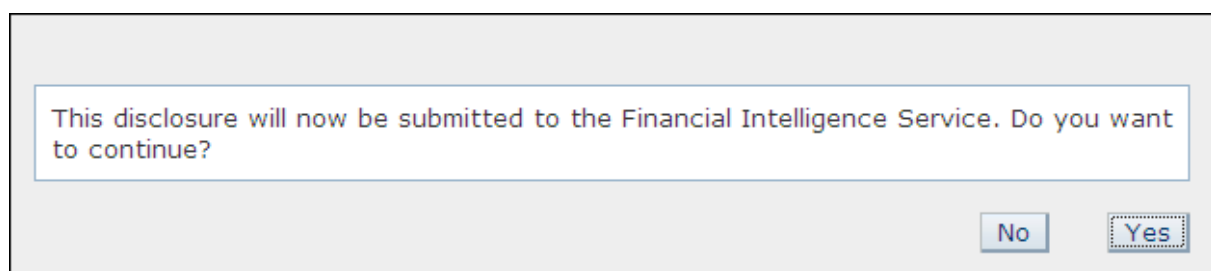 This disclosure will now be submitted to the Financial Intelligence Service. Do you want
to continue?
No Yes